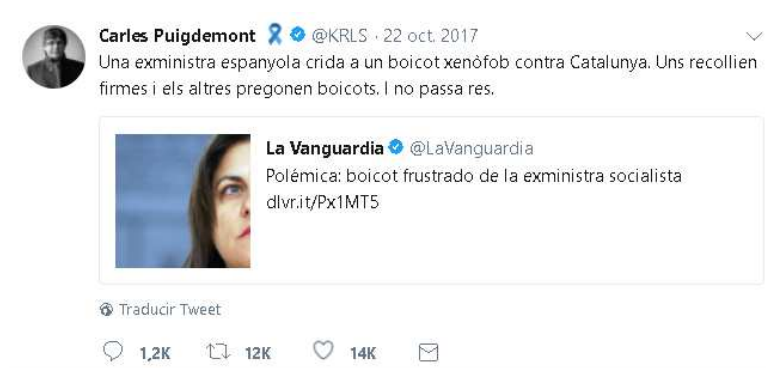 Carles Puigdemont @KRLS · 22 oct. 2017
Una exministra espanyola crida a un boicot xenòfob contra Catalunya. Uns recollien
firmes i els altres pregonen boicots. I no passa res.
La Vanguardia @LaVanguardia
Polémica: boicot frustrado de la exministra socialista
dlvr.it/Px1MT5
Traducir Tweet
1,2K 12K 14K